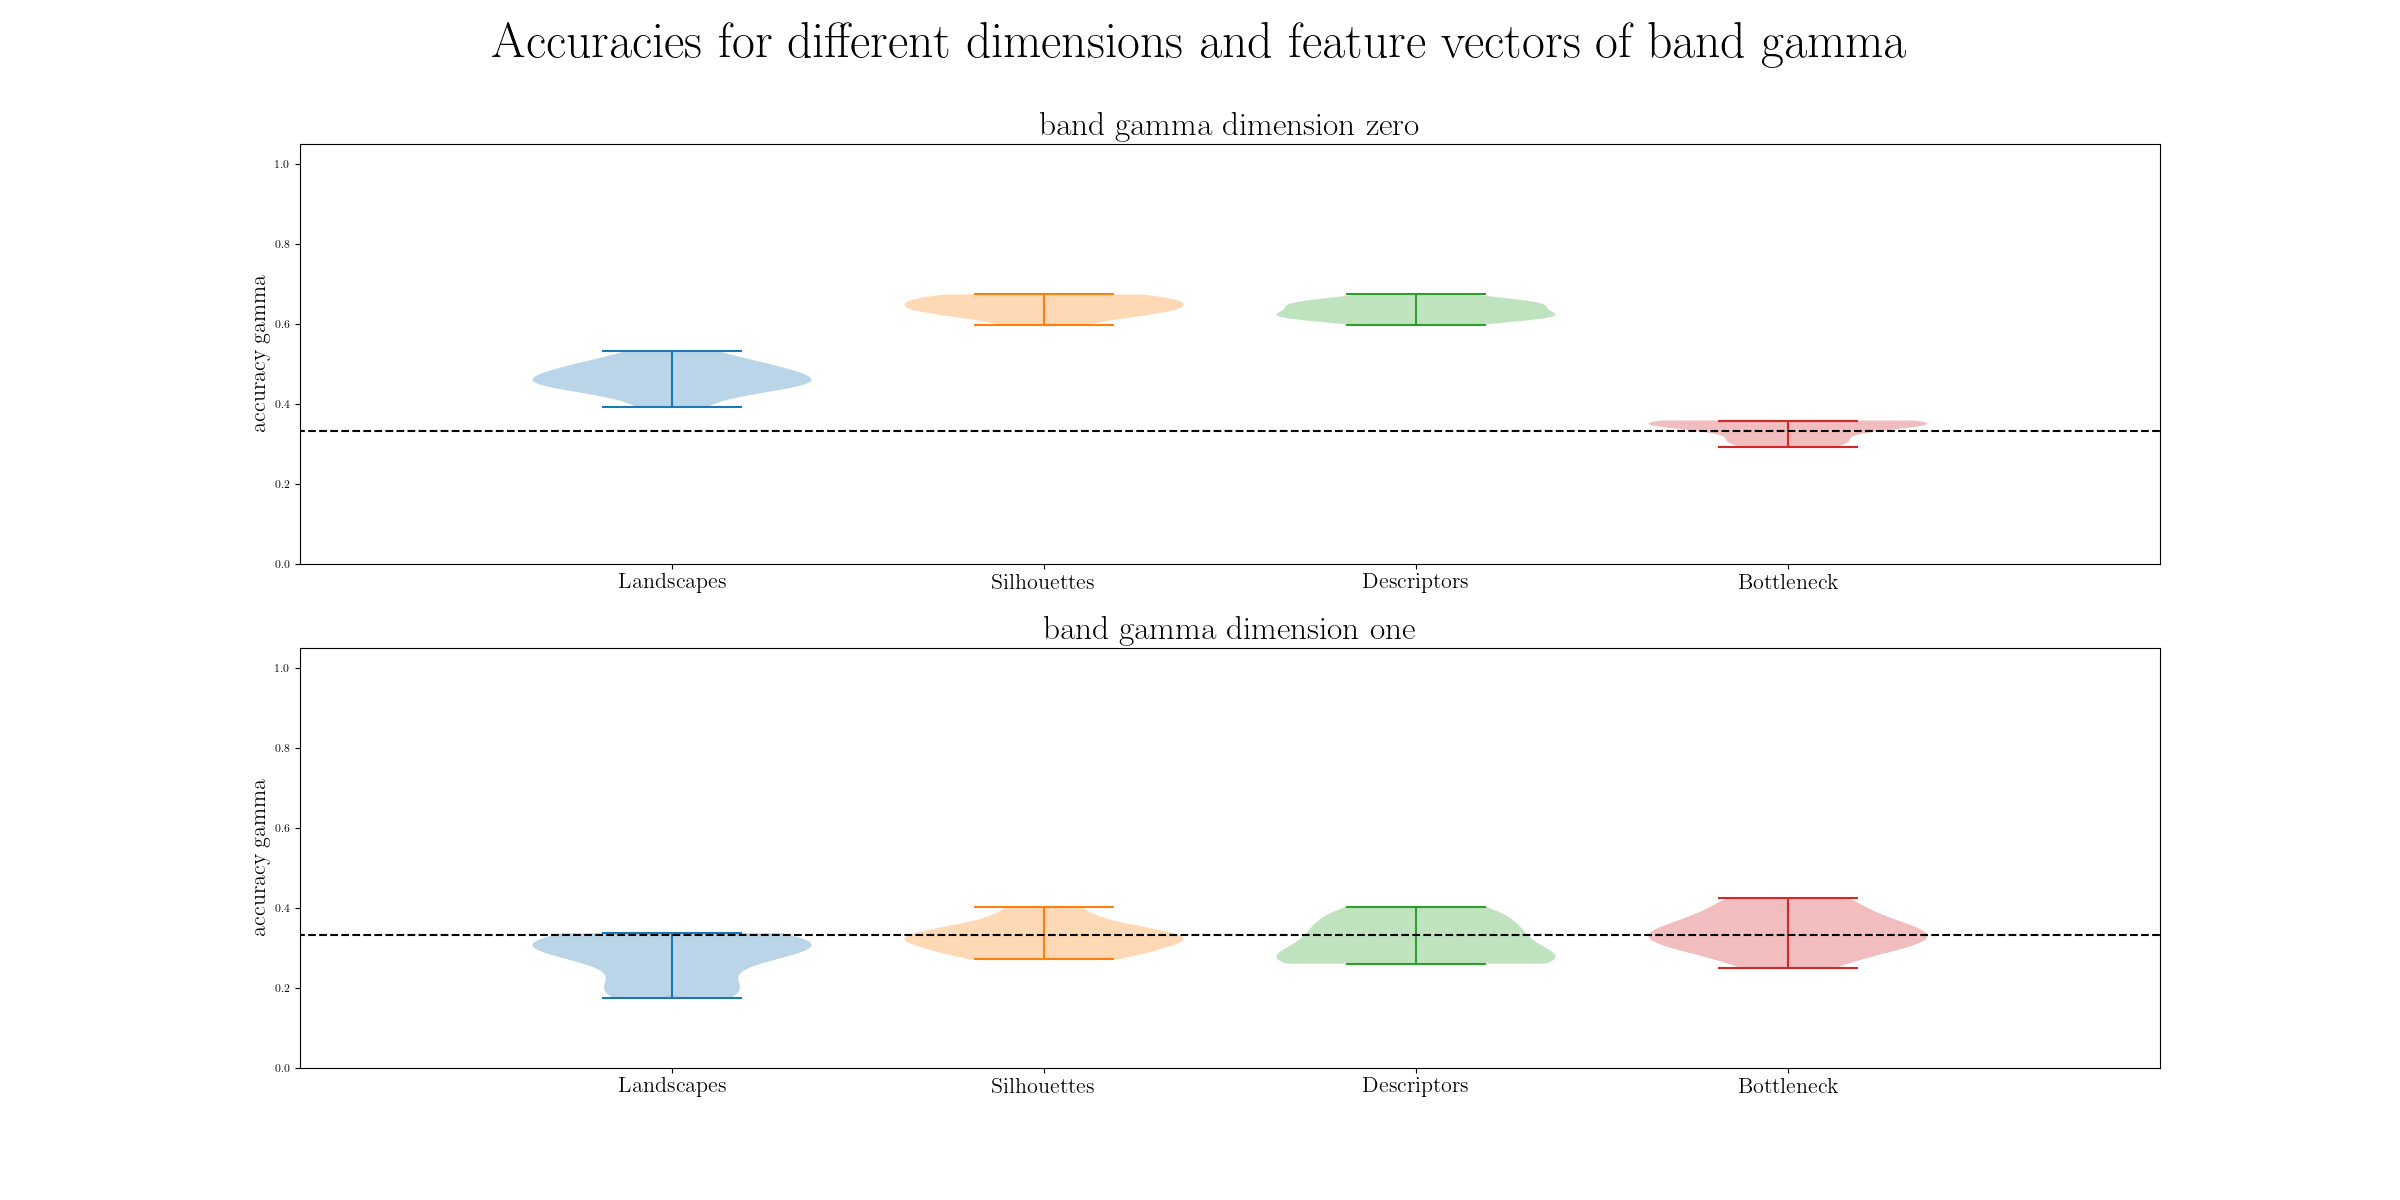 Accuracies for different dimensions and feature vectors of band gamma
band gamma dimension zero
1.0
0.8
0.6
0.4
0.2
0.0
accuracy gamma
Landscapes Silhouettes Descriptors Bottleneck
band gamma dimension one
1.0
0.8
0.6
0.4
0.2
0.0
accuracy gamma
Landscapes Silhouettes Descriptors Bottleneck